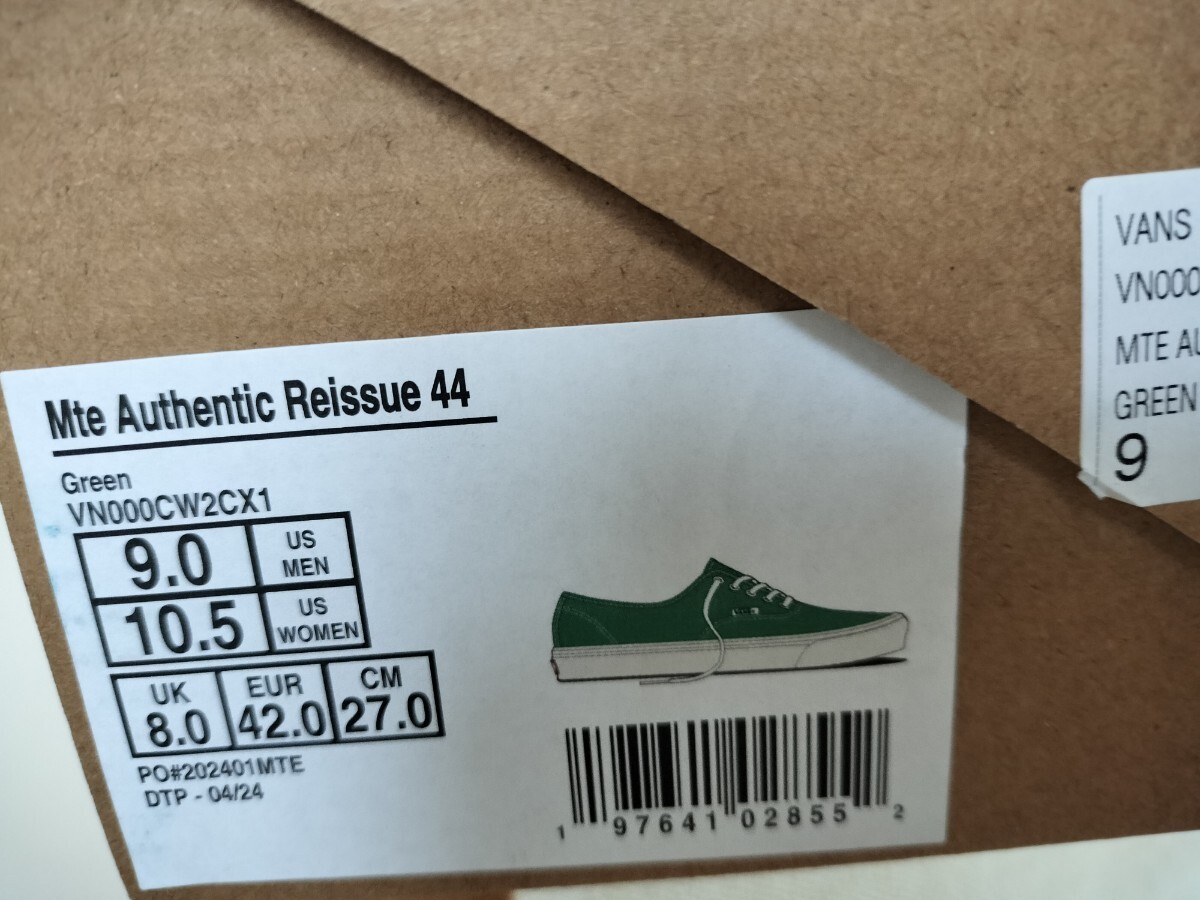 Mte Authentic Reissue 44
Green
VN000CW2CX1
9.0 US MEN
10.5 US WOMEN
UK EUR CM
8.0 42.0 27.0
PO#202401MTE
DTP - 04/24
1 97641 02855 2
VANS
VN000
MTE AU
GREEN
9